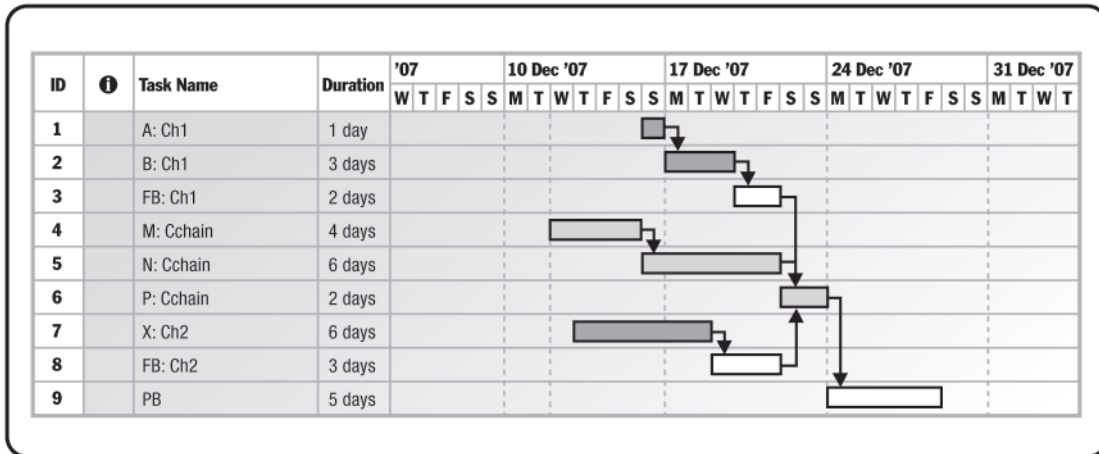 ID Task Name Duration '07 10 Dec '07 17 Dec '07 24 Dec '07 31 Dec '07
W T F S S M T W T F S S M T W T F S S M T W T F S S M T W T
1 A: Ch1 1 day
2 B: Ch1 3 days
3 FB: Ch1 2 days
4 M: Cchain 4 days
5 N: Cchain 6 days
6 P: Cchain 2 days
7 X: Ch2 6 days
8 FB: Ch2 3 days
9 PB 5 days